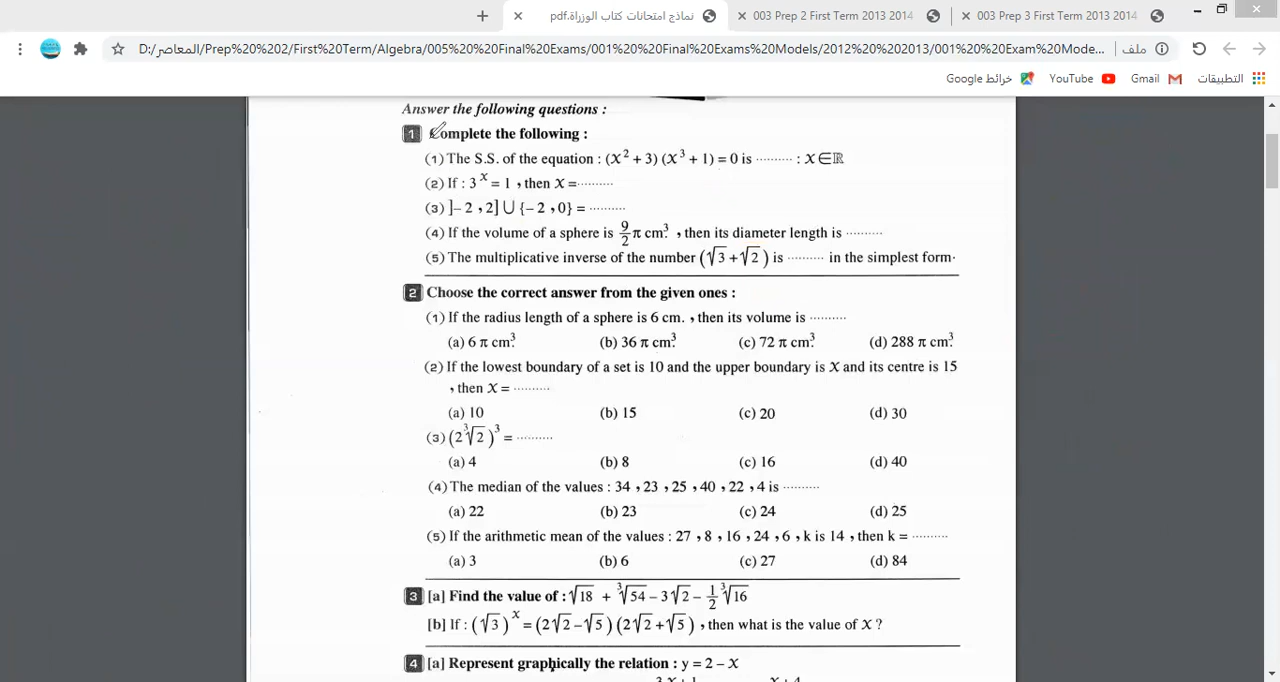 نماذج امتحانات كتاب الوزراة.pdf
003 Prep 2 First Term 2013 2014
003 Prep 3 First Term 2013 2014
D:/المعاصر/Prep%20%202/First%20Term/Algebra/005%20%20Final%20Exams/001%20%20Final%20Exam%20Models/2012%20%202013/001%20%20Exam%20Mode...
ملف
خرائط Google
YouTube
Gmail
التطبيقات
Answer the following questions :
1 Complete the following :
(1) The S.S. of the equation : (x² + 3) (x³ + 1) = 0 is ········· : x ∈ ℝ
(2) If : 3ˣ = 1 , then x = ·········
(3) ]– 2 , 2] ∪ {– 2 , 0} = ·········
(4) If the volume of a sphere is 9/2 π cm³. , then its diameter length is ·········
(5) The multiplicative inverse of the number (√3 + √2) is ········· in the simplest form.
2 Choose the correct answer from the given ones :
(1) If the radius length of a sphere is 6 cm. , then its volume is ·········
(a) 6 π cm³. (b) 36 π cm³. (c) 72 π cm³. (d) 288 π cm³.
(2) If the lowest boundary of a set is 10 and the upper boundary is x and its centre is 15
, then x = ·········
(a) 10 (b) 15 (c) 20 (d) 30
(3) (2∛2)³ = ·········
(a) 4 (b) 8 (c) 16 (d) 40
(4) The median of the values : 34 , 23 , 25 , 40 , 22 , 4 is ·········
(a) 22 (b) 23 (c) 24 (d) 25
(5) If the arithmetic mean of the values : 27 , 8 , 16 , 24 , 6 , k is 14 , then k = ·········
(a) 3 (b) 6 (c) 27 (d) 84
3 [a] Find the value of : √18 + ∛54 – 3√2 – 1/2 ∛16
[b] If : (√3)ˣ = (2√2 – √5) (2√2 + √5) , then what is the value of x ?
4 [a] Represent graphically the relation : y = 2 – x